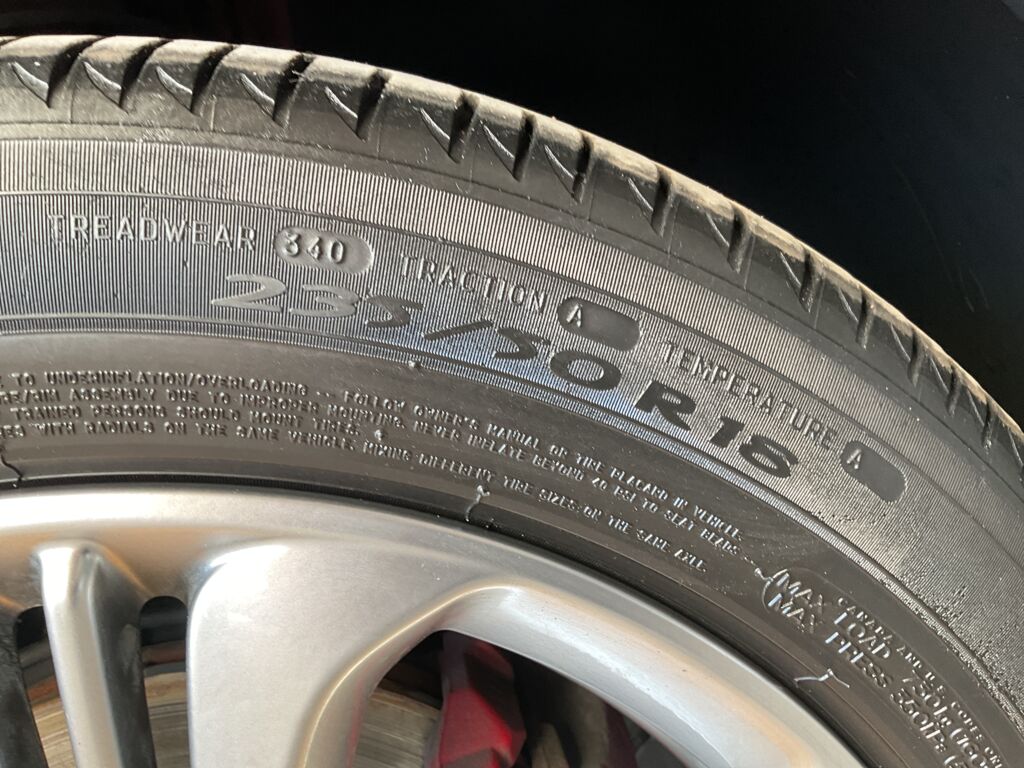 TREADWEAR 340 TRACTION A TEMPERATURE A
235/50R18
TO UNDERINFLATION/OVERLOADING -- FOLLOW OWNER'S MANUAL OR TIRE PLACARD IN VEHICLE.
ASSEMBLY DUE TO IMPROPER MOUNTING. NEVER INFLATE BEYOND 40 PSI TO SEAT BEADS --
TRAINED PERSONS SHOULD MOUNT TIRES.
WITH RADIALS ON THE SAME VEHICLE. MIXING DIFFERENT TIRE SIZES ON THE SAME AXLE
MAX LOAD 750
MAX PRESS 350